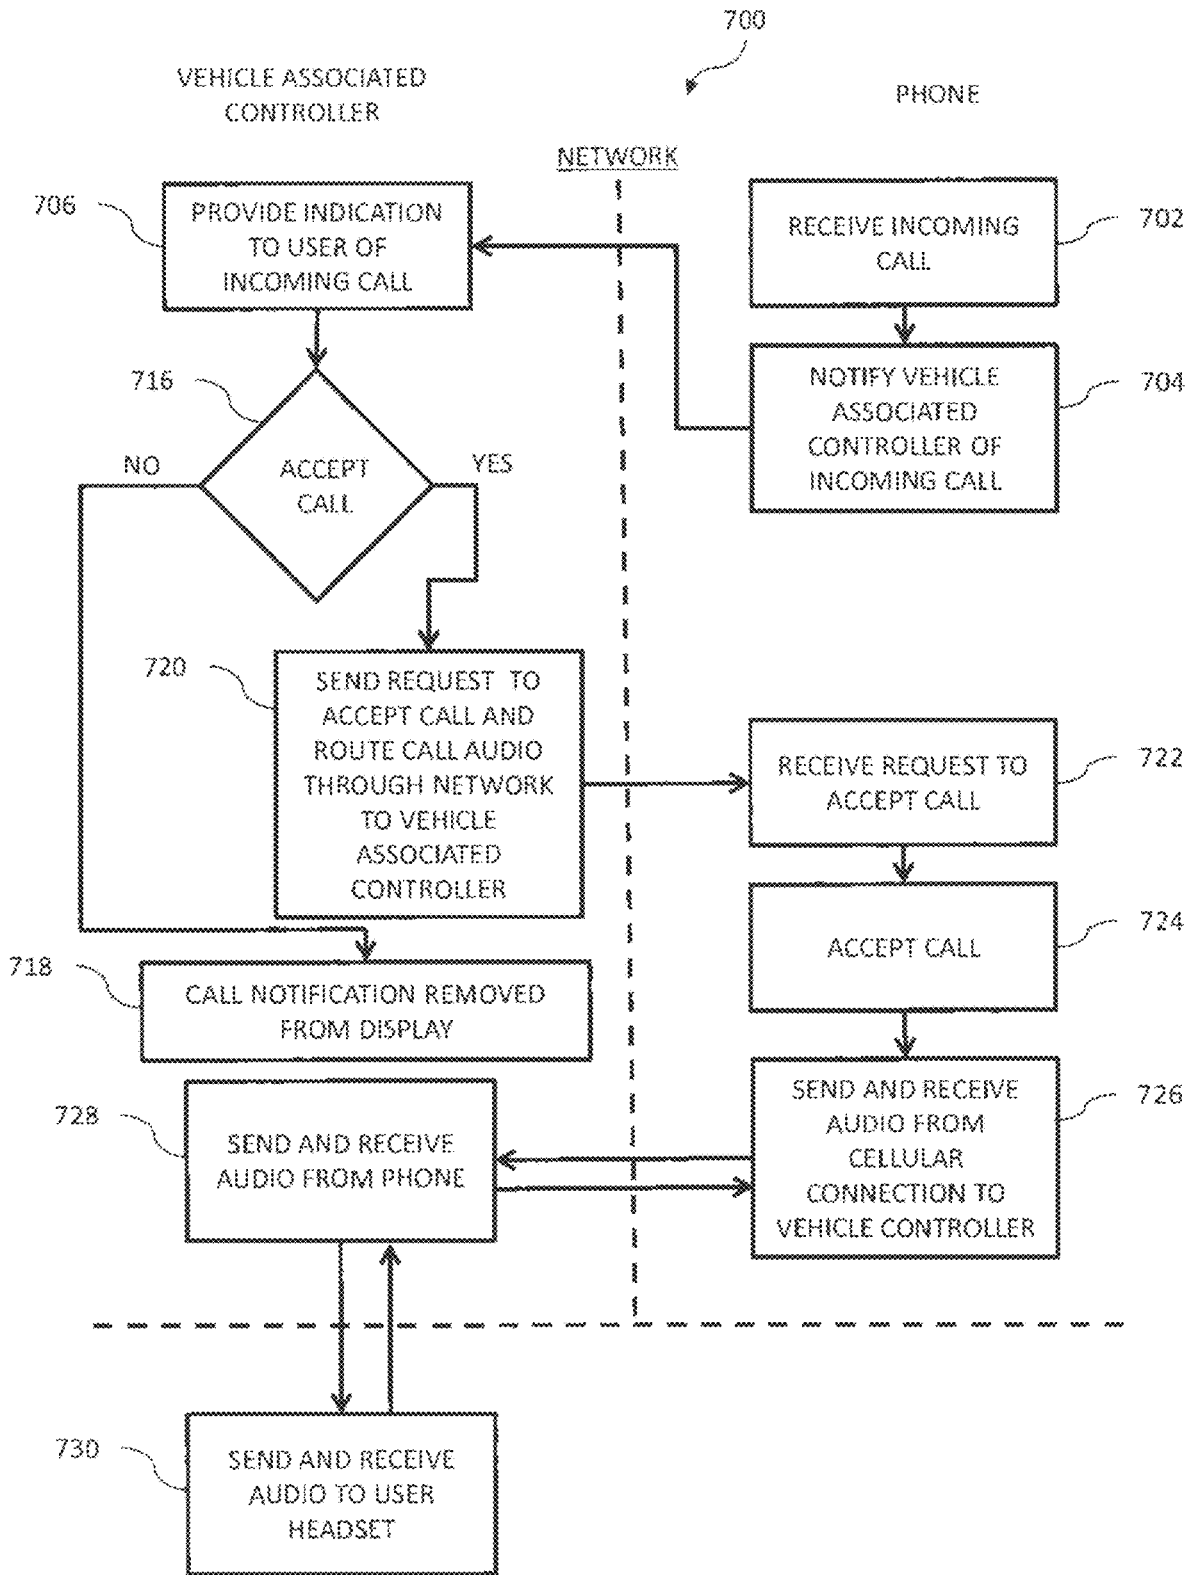 700
VEHICLE ASSOCIATED
CONTROLLER
PHONE
NETWORK
706
PROVIDE INDICATION
TO USER OF
INCOMING CALL
702
RECEIVE INCOMING
CALL
716
NO
ACCEPT
CALL
YES
704
NOTIFY VEHICLE
ASSOCIATED
CONTROLLER OF
INCOMING CALL
720
SEND REQUEST TO
ACCEPT CALL AND
ROUTE CALL AUDIO
THROUGH NETWORK
TO VEHICLE
ASSOCIATED
CONTROLLER
722
RECEIVE REQUEST TO
ACCEPT CALL
724
ACCEPT CALL
718
CALL NOTIFICATION REMOVED
FROM DISPLAY
728
SEND AND RECEIVE
AUDIO FROM PHONE
726
SEND AND RECEIVE
AUDIO FROM
CELLULAR
CONNECTION TO
VEHICLE CONTROLLER
730
SEND AND RECEIVE
AUDIO TO USER
HEADSET